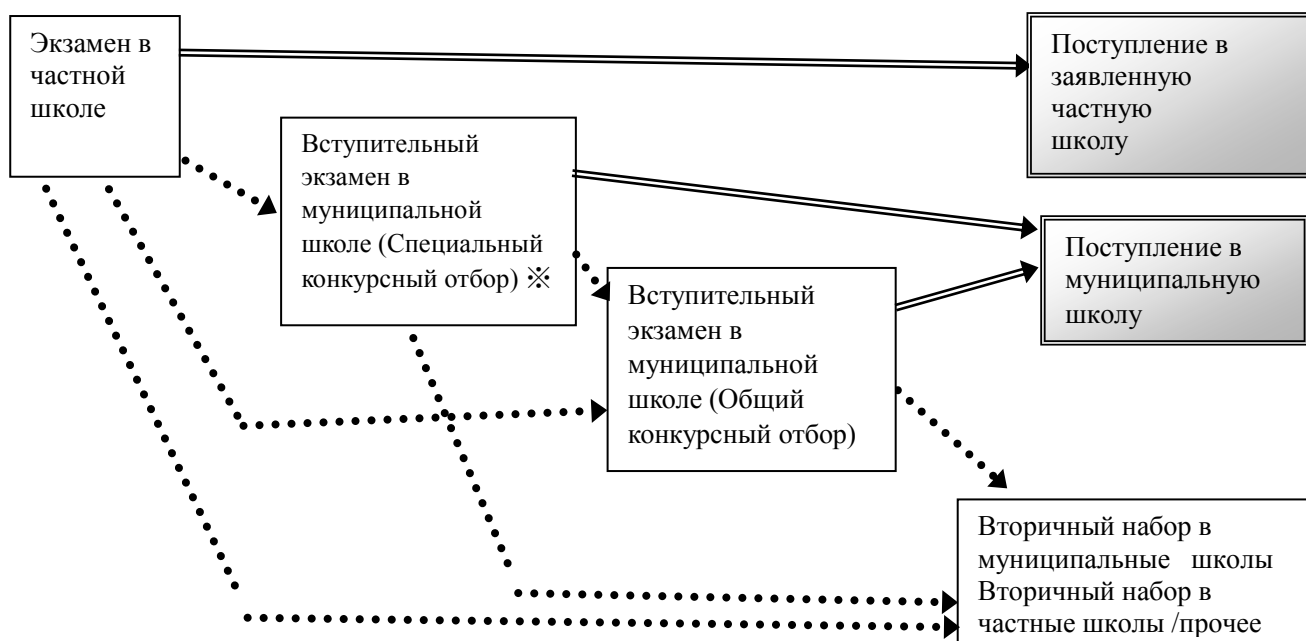 Экзамен в
частной
школе
Поступление в
заявленную
частную
школу
Вступительный
экзамен в
муниципальной
школе (Специальный
конкурсный отбор) ※
Поступление в
муниципальную
школу
Вступительный
экзамен в
муниципальной
школе (Общий
конкурсный отбор)
Вторичный набор в
муниципальные школы
Вторичный набор в
частные школы /прочее